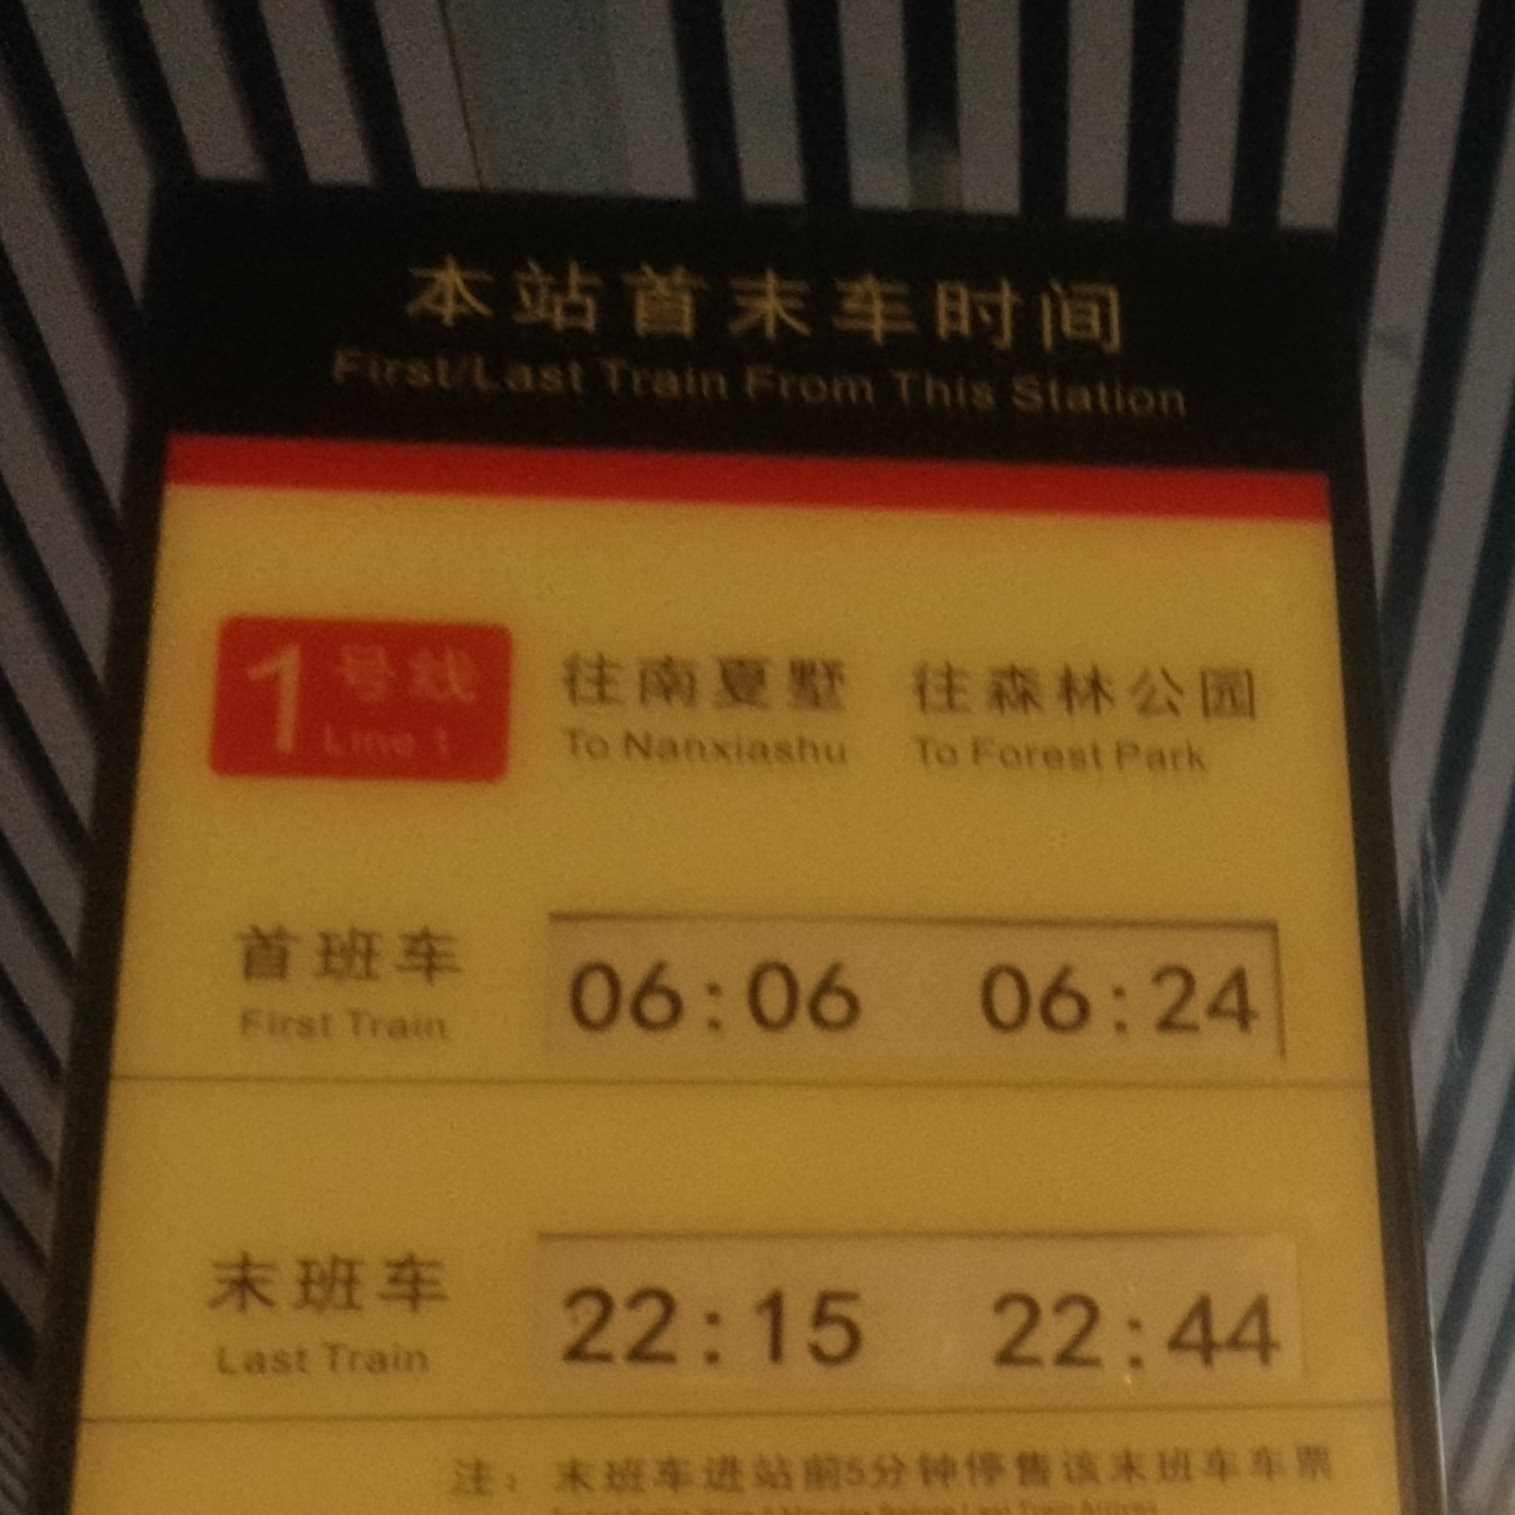 本站首末车时间
First/Last Train From This Station
1号线 往南夏墅 往森林公园
Line 1 To Nanxiashu To Forest Park
首班车 06:06 06:24
First Train
末班车 22:15 22:44
Last Train
注：末班车进站前5分钟停售该末班车车票